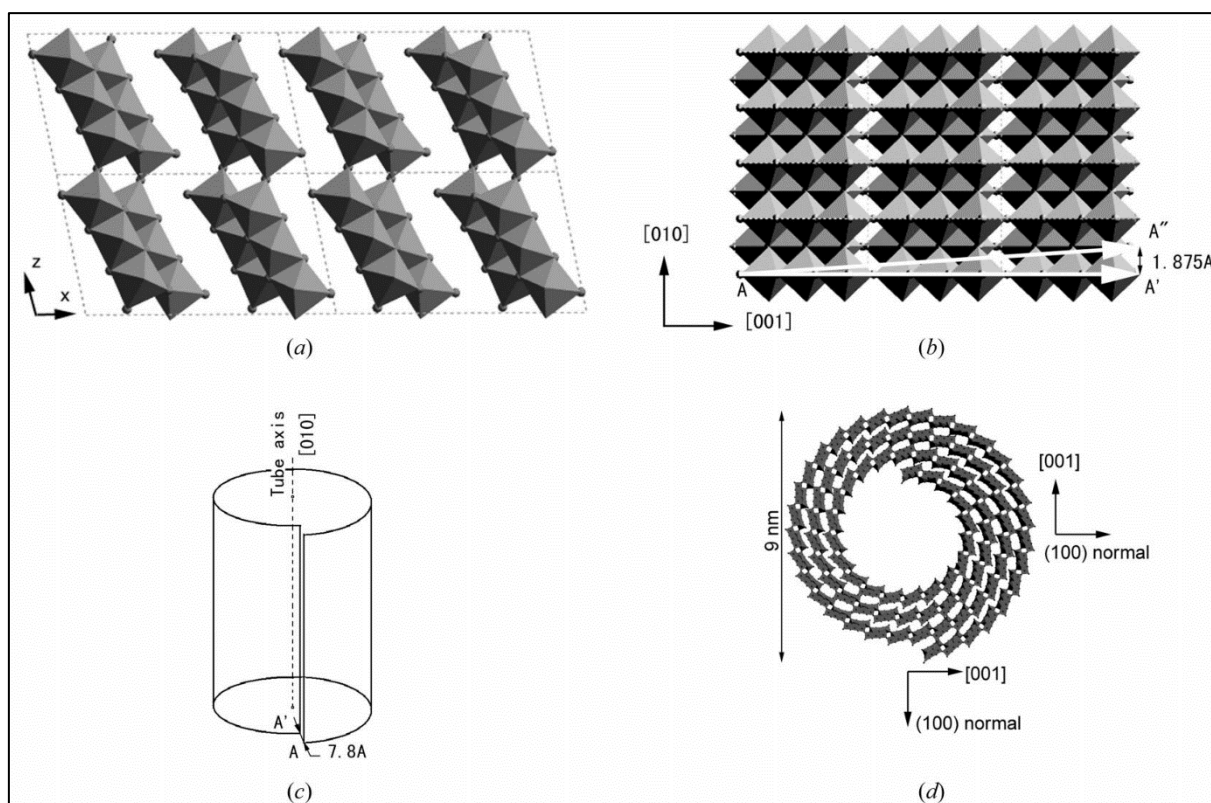 z
x
(a)
[010]
[001]
A
A"
1.875A
A'
(b)
Tube axis
[010]
A'
A
7.8A
(c)
9 nm
[001]
(100) normal
[001]
(100) normal
(d)